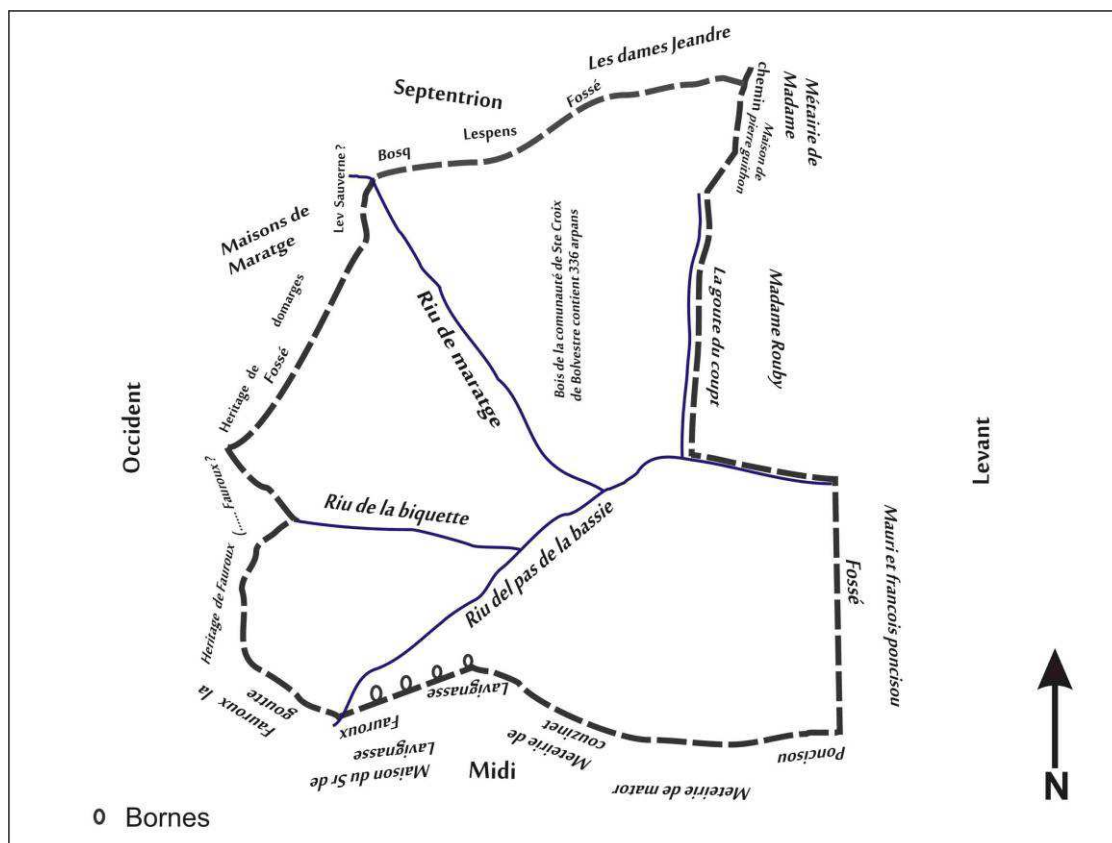 Les dames Jeandre
Septentrion
Fossé
Lespens
Bosq
chemin
Métairie de
Madame
Maison de
pierre guihon
Lev Sauverne ?
Maisons de
Maratge
domarges
Fossé
Heritage de
Riu de maratge
Bois de la comunauté de Ste Croix
de Bolvestre contient 336 arpans
La goute du coupt
Madame Rouby
Occident
Levant
(..... Fauroux ?
Riu de la biquette
Riu del pas de la bassie
Heritage de Fauroux
Fossé
Mauri et francois poncisou
Fauroux la
goutte
Fauroux
Lavignasse
Maison du Sr de
Lavignasse
Meteirie de
couzinet
Midi
Meteirie de mator
Poncisou
N
Bornes